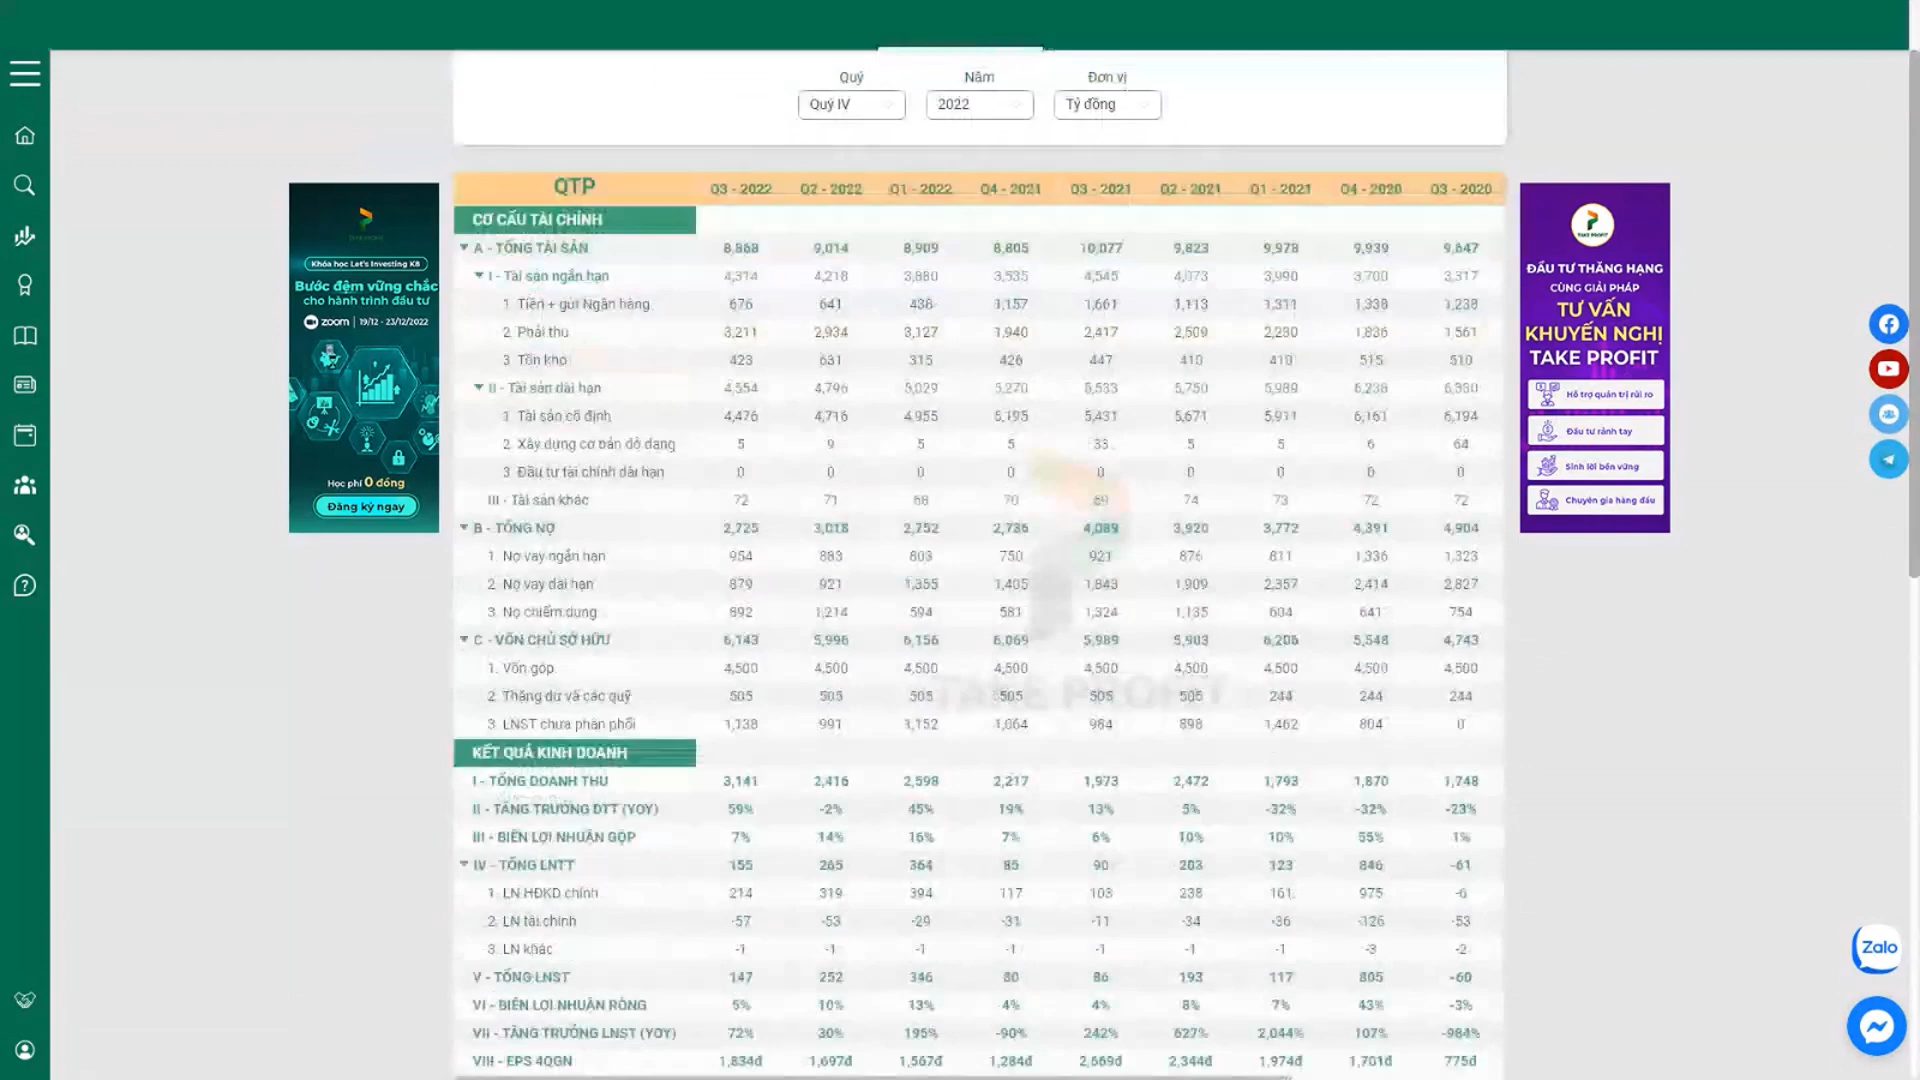 Quý Năm Đơn vị
Quý IV 2022 Tỷ đồng
QTP Q3 - 2022 Q2 - 2022 Q1 - 2022 Q4 - 2021 Q3 - 2021 Q2 - 2021 Q1 - 2021 Q4 - 2020 Q3 - 2020
CƠ CẤU TÀI CHÍNH
A - TỔNG TÀI SẢN 8,868 9,014 8,909 8,805 10,077 9,823 9,978 9,939 9,647
I - Tài sản ngắn hạn 4,314 4,218 3,880 3,535 4,545 4,073 3,990 3,700 3,317
1. Tiền + gửi Ngân hàng 676 641 438 1,157 1,661 1,113 1,311 1,338 1,238
2. Phải thu 3,211 2,934 3,127 1,940 2,417 2,509 2,230 1,836 1,561
3. Tồn kho 423 631 315 426 447 410 410 515 510
II - Tài sản dài hạn 4,554 4,796 5,029 5,270 5,533 5,750 5,989 6,238 6,330
1. Tài sản cố định 4,476 4,716 4,955 5,195 5,431 5,671 5,911 6,161 6,194
2. Xây dựng cơ bản dở dang 5 9 5 5 33 5 5 6 64
3. Đầu tư tài chính dài hạn 0 0 0 0 0 0 0 0 0
III - Tài sản khác 72 71 68 70 69 74 73 72 72
B - TỔNG NỢ 2,725 3,018 2,752 2,736 4,089 3,920 3,772 4,391 4,904
1. Nợ vay ngắn hạn 954 883 803 750 921 876 811 1,336 1,323
2. Nợ vay dài hạn 879 921 1,355 1,405 1,843 1,909 2,357 2,414 2,827
3. Nợ chiếm dụng 892 1,214 594 581 1,324 1,135 604 641 754
C - VỐN CHỦ SỞ HỮU 6,143 5,996 6,156 6,069 5,989 5,903 6,206 5,548 4,743
1. Vốn góp 4,500 4,500 4,500 4,500 4,500 4,500 4,500 4,500 4,500
2. Thặng dư và các quỹ 505 505 505 505 505 505 244 244 244
3. LNST chưa phân phối 1,138 991 1,152 1,064 984 898 1,462 804 0
KẾT QUẢ KINH DOANH
I - TỔNG DOANH THU 3,141 2,416 2,598 2,217 1,973 2,472 1,793 1,870 1,748
II - TĂNG TRƯỞNG DTT (YOY) 59% -2% 45% 19% 13% 5% -32% -32% -23%
III - BIÊN LỢI NHUẬN GỘP 7% 14% 16% 7% 6% 10% 10% 55% 1%
IV - TỔNG LNTT 155 265 364 85 90 203 123 846 -61
1. LN HĐKD chính 214 319 394 117 103 238 161 975 -6
2. LN tài chính -57 -53 -29 -31 -11 -34 -36 -126 -53
3. LN khác -1 -1 -1 -1 -1 -1 -1 -3 -2
V - TỔNG LNST 147 252 346 80 86 193 117 805 -60
VI - BIÊN LỢI NHUẬN RÒNG 5% 10% 13% 4% 4% 8% 7% 43% -3%
VII - TĂNG TRƯỞNG LNST (YOY) 72% 30% 195% -90% 242% 627% 2,044% 107% -984%
VIII - EPS 4QGN 1,834đ 1,697đ 1,567đ 1,284đ 2,669đ 2,344đ 1,974đ 1,701đ 775đ
TAKE PROFIT
Khóa học Let's Investing K8
Bước đệm vững chắc
cho hành trình đầu tư
zoom | 19/12 - 23/12/2022
Học phí 0 đồng
Đăng ký ngay
TAKE PROFIT
ĐẦU TƯ THĂNG HẠNG
CÙNG GIẢI PHÁP
TƯ VẤN
KHUYẾN NGHỊ
TAKE PROFIT
Hỗ trợ quản trị rủi ro
Đầu tư rảnh tay
Sinh lời bền vững
Chuyên gia hàng đầu
Zalo